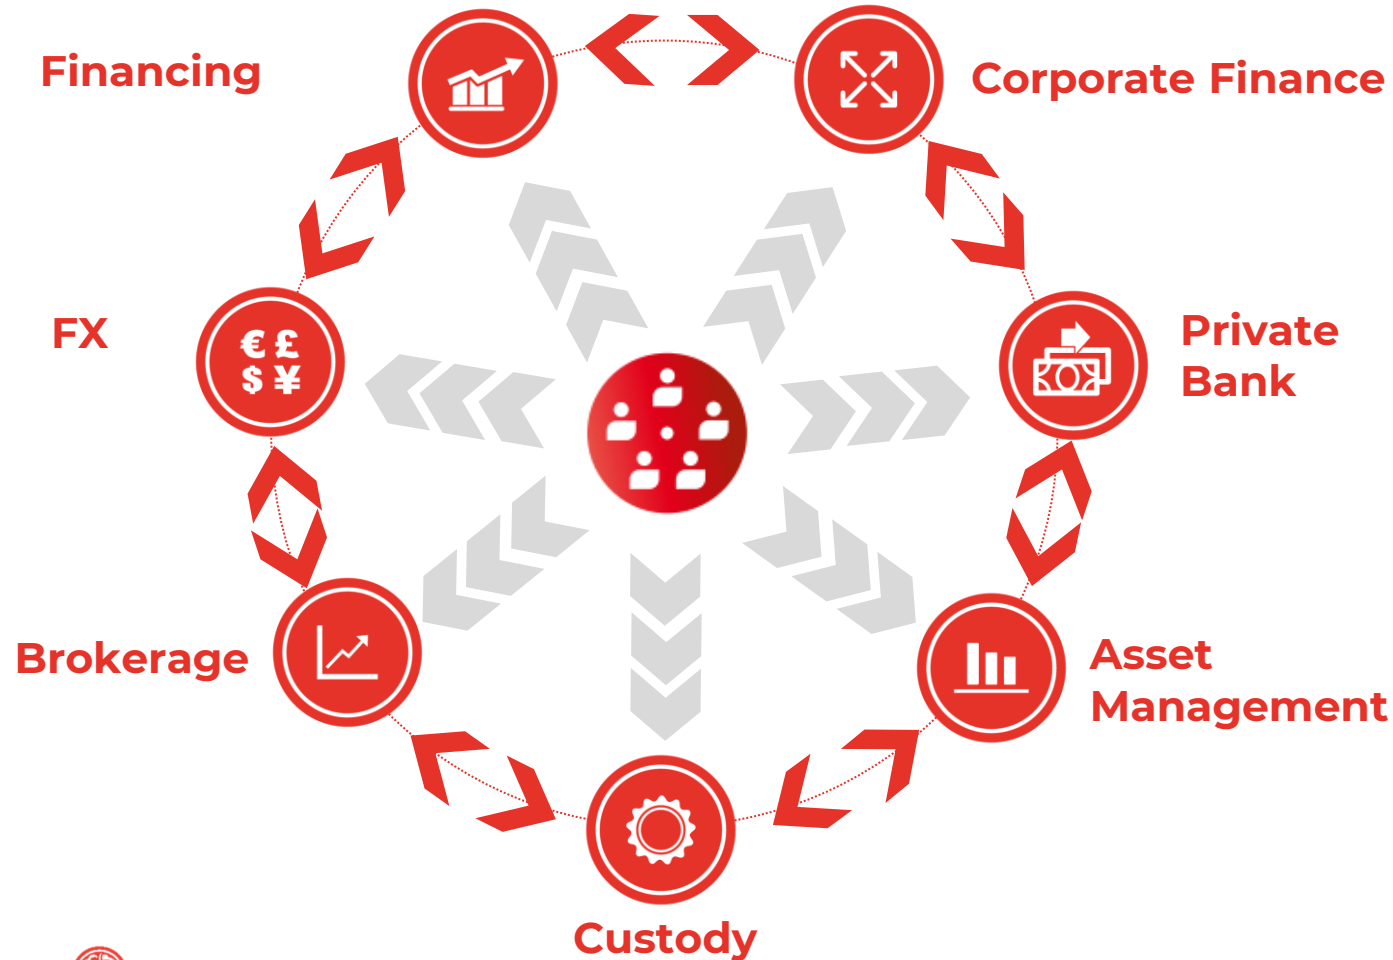 Financing
Corporate Finance
FX
€ £
$ ¥
Private
Bank
Brokerage
Asset
Management
Custody